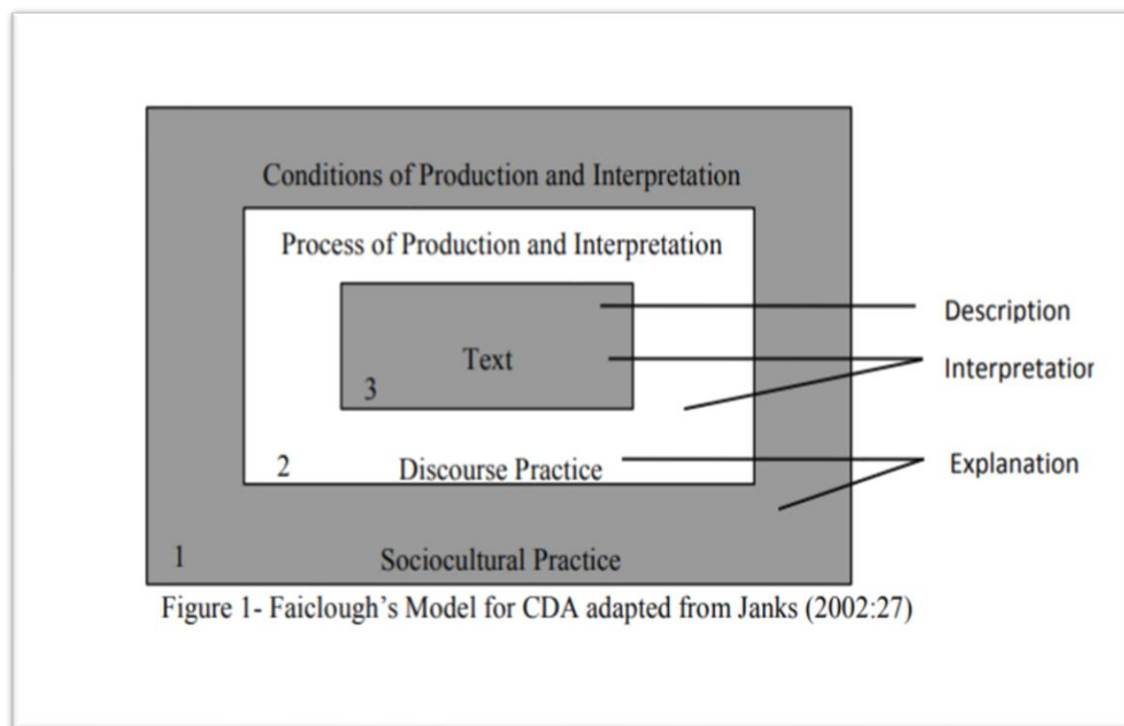 Conditions of Production and Interpretation
Process of Production and Interpretation
Description
Text
Interpretatior
3
2
Discourse Practice
Explanation
1
Sociocultural Practice
Figure 1- Faiclough's Model for CDA adapted from Janks (2002:27)